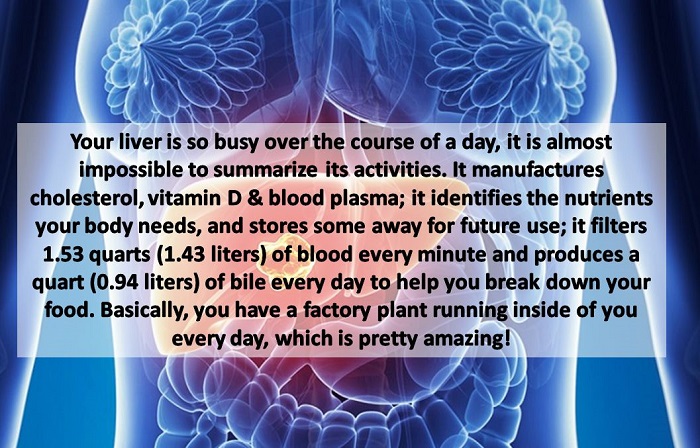 Your liver is so busy over the course of a day, it is almost
impossible to summarize its activities. It manufactures
cholesterol, vitamin D & blood plasma; it identifies the nutrients
your body needs, and stores some away for future use; it filters
1.53 quarts (1.43 liters) of blood every minute and produces a
quart (0.94 liters) of bile every day to help you break down your
food. Basically, you have a factory plant running inside of you
every day, which is pretty amazing!